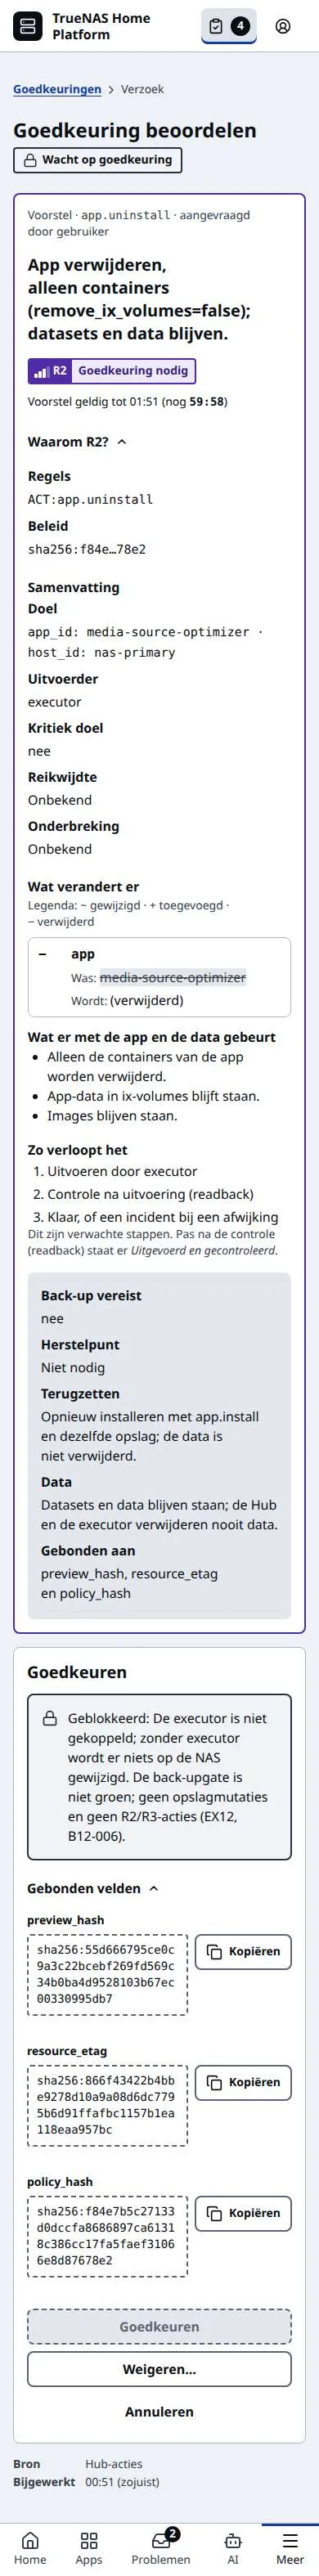 TrueNAS Home
Platform
4
Goedkeuringen > Verzoek
Goedkeuring beoordelen
Wacht op goedkeuring
Voorstel · app.uninstall · aangevraagd
door gebruiker
App verwijderen,
alleen containers
(remove_ix_volumes=false);
datasets en data blijven.
R2 Goedkeuring nodig
Voorstel geldig tot 01:51 (nog 59:58)
Waarom R2?
Regels
ACT:app.uninstall
Beleid
sha256:f84e…78e2
Samenvatting
Doel
app_id: media-source-optimizer ·
host_id: nas-primary
Uitvoerder
executor
Kritiek doel
nee
Reikwijdte
Onbekend
Onderbreking
Onbekend
Wat verandert er
Legenda: ~ gewijzigd · + toegevoegd ·
− verwijderd
− app
Was: media-source-optimizer
Wordt: (verwijderd)
Wat er met de app en de data gebeurt
• Alleen de containers van de app
worden verwijderd.
• App-data in ix-volumes blijft staan.
• Images blijven staan.
Zo verloopt het
1. Uitvoeren door executor
2. Controle na uitvoering (readback)
3. Klaar, of een incident bij een afwijking
Dit zijn verwachte stappen. Pas na de controle
(readback) staat er Uitgevoerd en gecontroleerd.
Back-up vereist
nee
Herstelpunt
Niet nodig
Terugzetten
Opnieuw installeren met app.install
en dezelfde opslag; de data is
niet verwijderd.
Data
Datasets en data blijven staan; de Hub
en de executor verwijderen nooit data.
Gebonden aan
preview_hash, resource_etag
en policy_hash
Goedkeuren
Geblokkeerd: De executor is niet
gekoppeld; zonder executor
wordt er niets op de NAS
gewijzigd. De back-upgate is
niet groen; geen opslagmutaties
en geen R2/R3-acties (EX12,
B12-006).
Gebonden velden
preview_hash
sha256:55d666795ce0c
9a3c22bcebf269fd569c
34b0ba4d9528103b67ec
00330995db7
Kopiëren
resource_etag
sha256:866f43422b4bb
e9278d10a9a08d6dc779
5b6d91ffafbc1157b1ea
118eaa957bc
Kopiëren
policy_hash
sha256:f84e7b5c27133
d0dccfa8686897ca6131
8c386cc17fa5faef3106
6e8d87678e2
Kopiëren
Goedkeuren
Weigeren...
Annuleren
Bron Hub-acties
Bijgewerkt 00:51 (zojuist)
2
Home Apps Problemen AI Meer